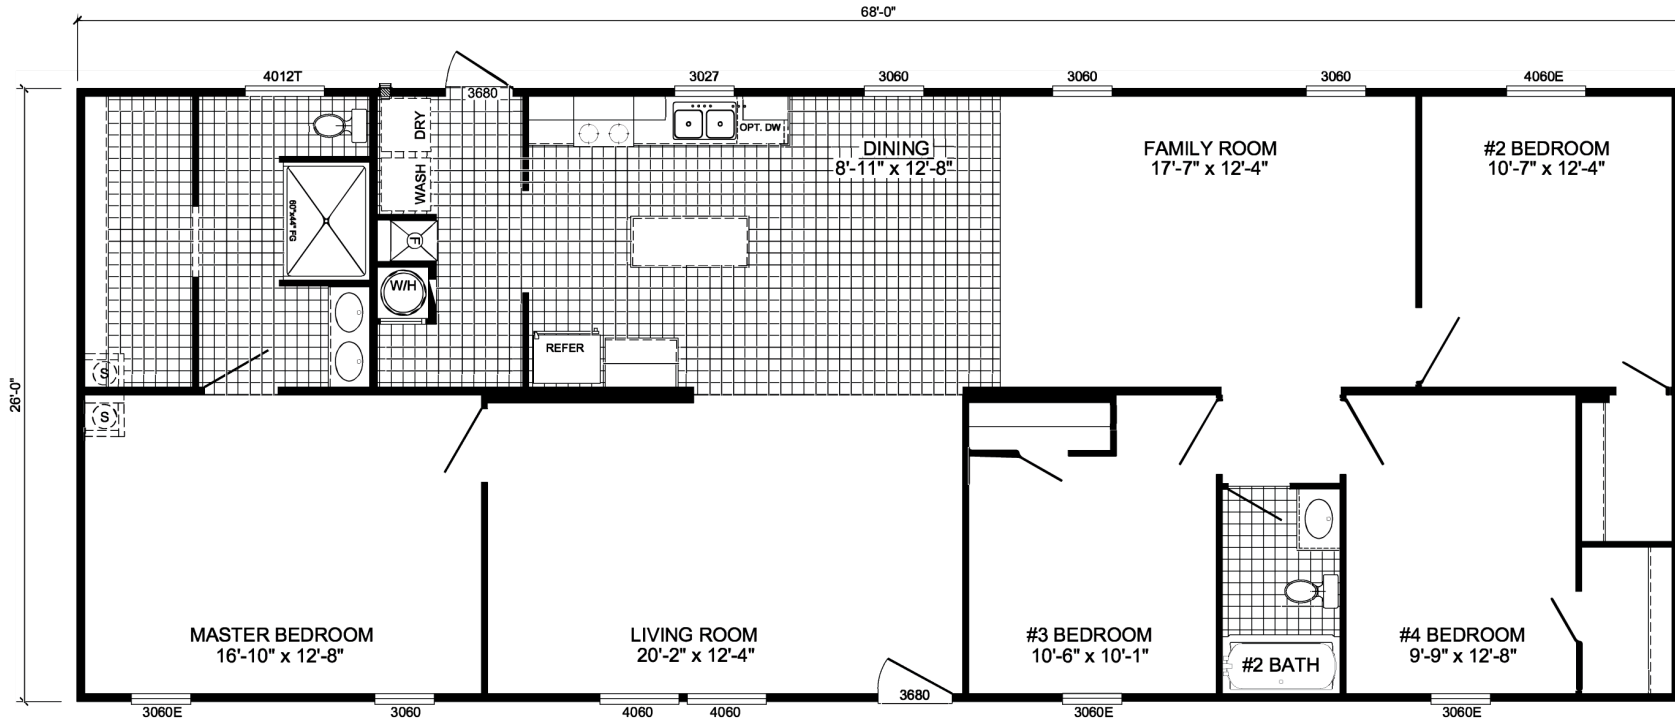 68'-0"
4012T
3680
3027
3060
3060
3060
4060E
26'-0"
DRY
WASH
F
W/H
60"x44" FG
S
S
OPT. DW
REFER
DINING
8'-11" x 12'-8"
FAMILY ROOM
17'-7" x 12'-4"
#2 BEDROOM
10'-7" x 12'-4"
MASTER BEDROOM
16'-10" x 12'-8"
LIVING ROOM
20'-2" x 12'-4"
#3 BEDROOM
10'-6" x 10'-1"
#2 BATH
#4 BEDROOM
9'-9" x 12'-8"
3060E
3060
4060
4060
3680
3060E
3060E